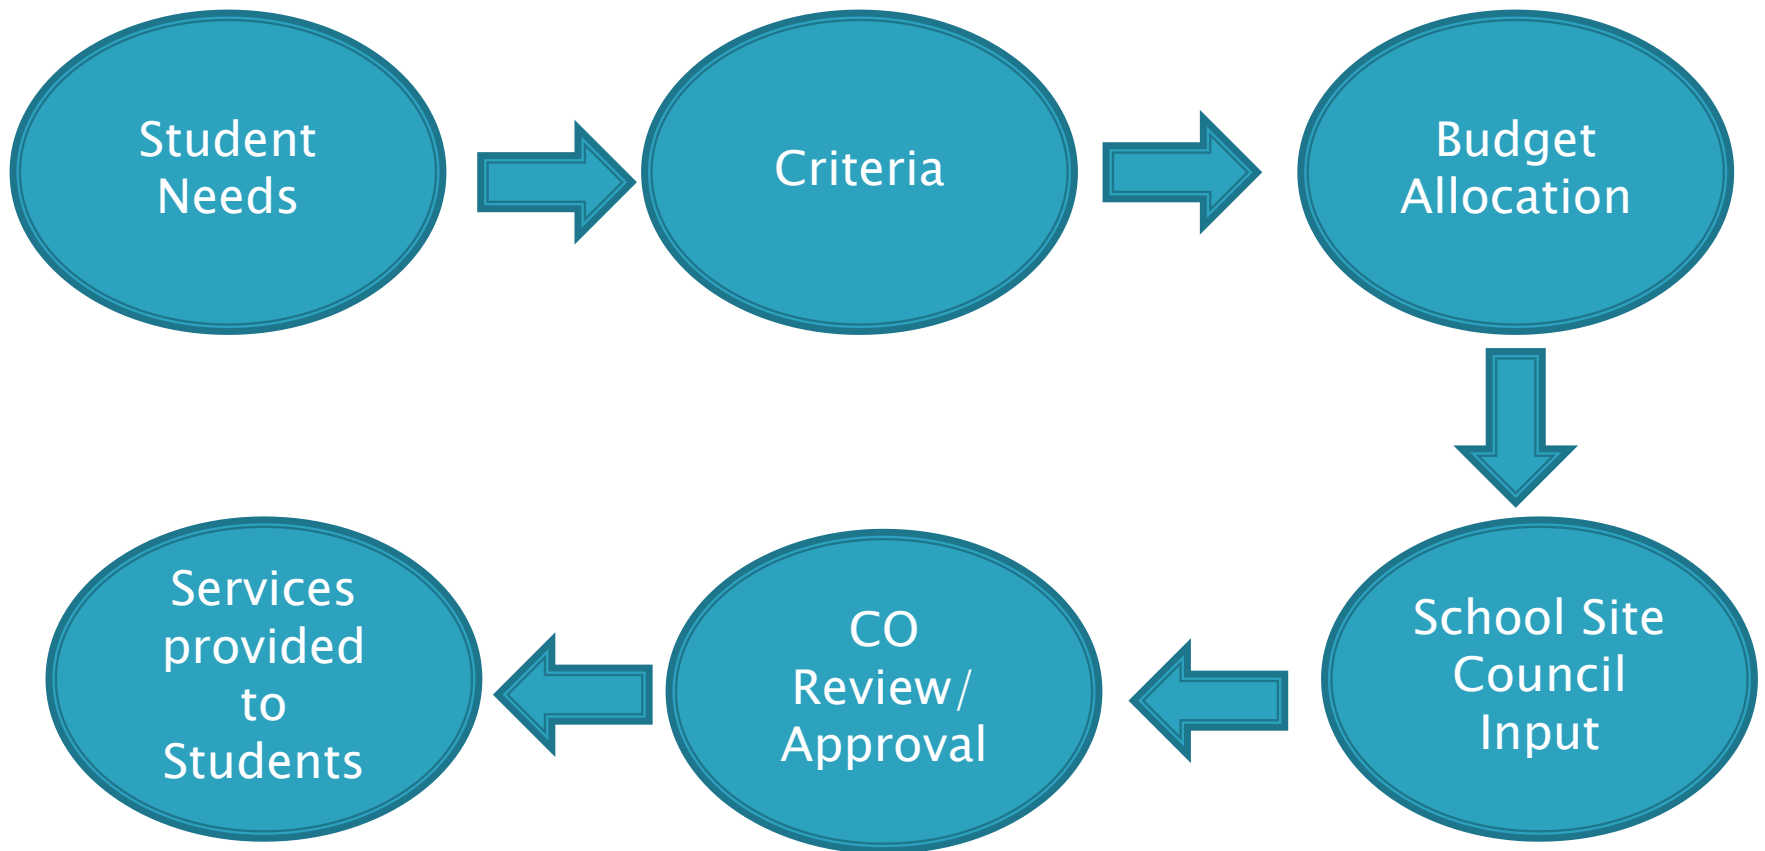 Student
Needs
Criteria
Budget
Allocation
School Site
Council
Input
CO
Review/
Approval
Services
provided
to
Students